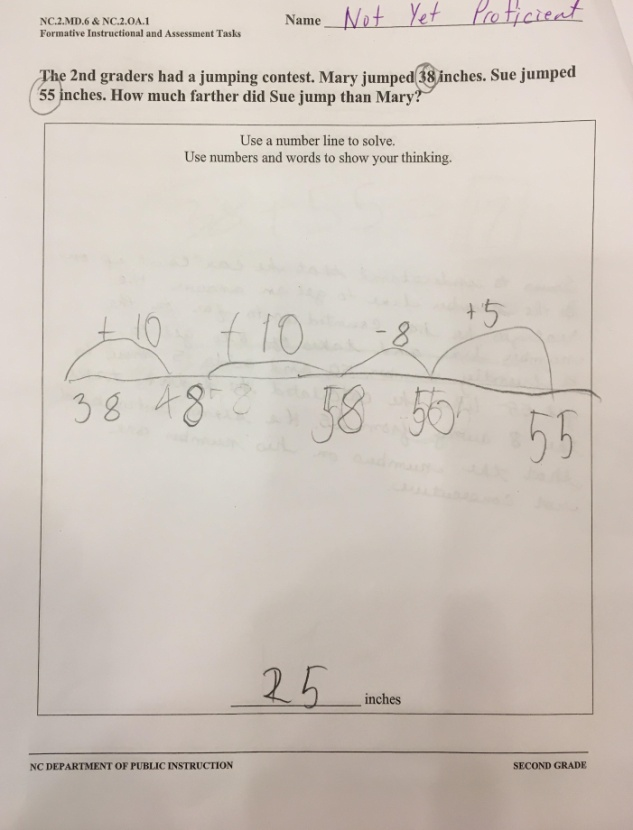 NC.2.MD.6 & NC.2.OA.1
Formative Instructional and Assessment Tasks
Name Not Yet Proficient
The 2nd graders had a jumping contest. Mary jumped 38 inches. Sue jumped
55 inches. How much farther did Sue jump than Mary?
Use a number line to solve.
Use numbers and words to show your thinking.
+ 10 + 10 - 8 +5
38 48 58 50 55
25 inches
NC DEPARTMENT OF PUBLIC INSTRUCTION SECOND GRADE